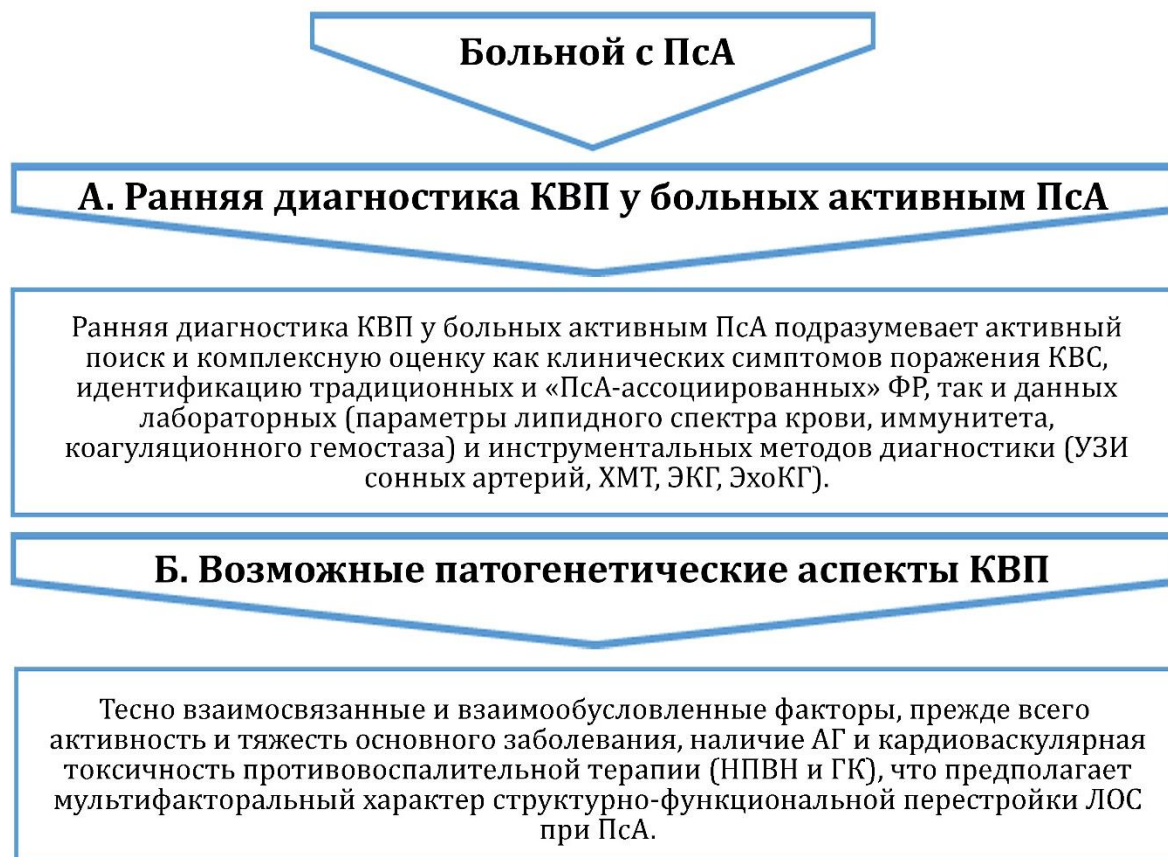 Больной с ПсА
А. Ранняя диагностика КВП у больных активным ПсА
Ранняя диагностика КВП у больных активным ПсА подразумевает активный
поиск и комплексную оценку как клинических симптомов поражения КВС,
идентификацию традиционных и «ПсА-ассоциированных» ФР, так и данных
лабораторных (параметры липидного спектра крови, иммунитета,
коагуляционного гемостаза) и инструментальных методов диагностики (УЗИ
сонных артерий, ХМТ, ЭКГ, ЭхоКГ).
Б. Возможные патогенетические аспекты КВП
Тесно взаимосвязанные и взаимообусловленные факторы, прежде всего
активность и тяжесть основного заболевания, наличие АГ и кардиоваскулярная
токсичность противовоспалительной терапии (НПВН и ГК), что предполагает
мультифакторальный характер структурно-функциональной перестройки ЛОС
при ПсА.